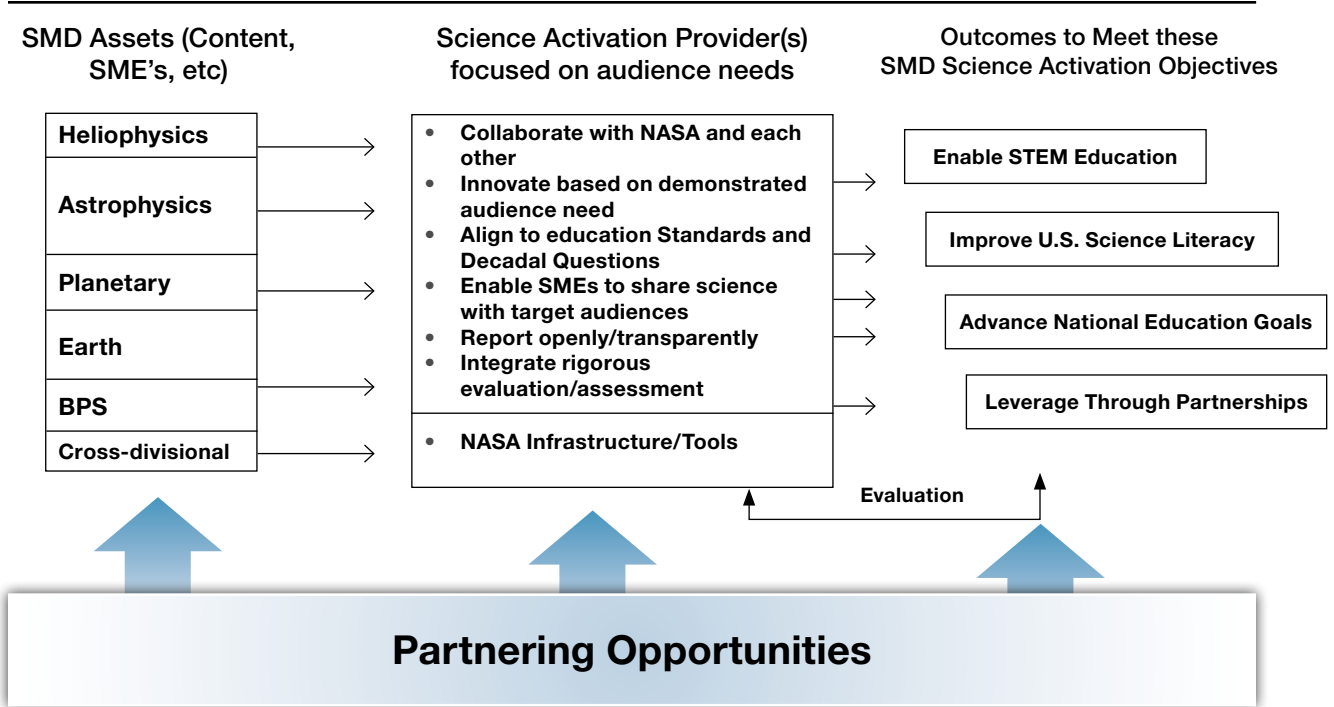 SMD Assets (Content,
SME's, etc)
Heliophysics
Astrophysics
Planetary
Earth
BPS
Cross-divisional
Science Activation Provider(s)
focused on audience needs
• Collaborate with NASA and each
other
• Innovate based on demonstrated
audience need
• Align to education Standards and
Decadal Questions
• Enable SMEs to share science
with target audiences
• Report openly/transparently
• Integrate rigorous
evaluation/assessment
• NASA Infrastructure/Tools
Outcomes to Meet these
SMD Science Activation Objectives
Enable STEM Education
Improve U.S. Science Literacy
Advance National Education Goals
Leverage Through Partnerships
Evaluation
Partnering Opportunities